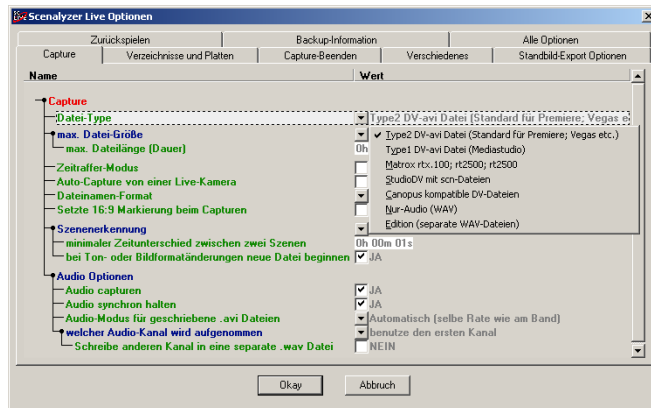 Scenalyzer Live Optionen
Zurückspielen Backup-Information Alle Optionen
Capture Verzeichnisse und Platten Capture-Beenden Verschiedenes Standbild-Export Optionen
Name Wert
Capture
Datei-Type Type2 DV-avi Datei (Standard für Premiere; Vegas e
max. Datei-Größe
Type2 DV-avi Datei (Standard für Premiere; Vegas etc.)
max. Dateilänge (Dauer) 0h
Type1 DV-avi Datei (Mediastudio)
Zeitraffer-Modus
Matrox rtx.100; rt2500; rt2500
Auto-Capture von einer Live-Kamera
StudioDV mit scn-Dateien
Dateinamen-Format
Canopus kompatible DV-Dateien
Setzte 16:9 Markierung beim Capturen
Nur-Audio (WAV)
Edition (separate WAV-Dateien)
Szenenerkennung
minimaler Zeitunterschied zwischen zwei Szenen 0h 00m 01s
bei Ton- oder Bildformatänderungen neue Datei beginnen JA
Audio Optionen
Audio capturen JA
Audio synchron halten JA
Audio-Modus für geschriebene .avi Dateien Automatisch (selbe Rate wie am Band)
welcher Audio-Kanal wird aufgenommen benutze den ersten Kanal
Schreibe anderen Kanal in eine separate .wav Datei NEIN
Okay Abbruch